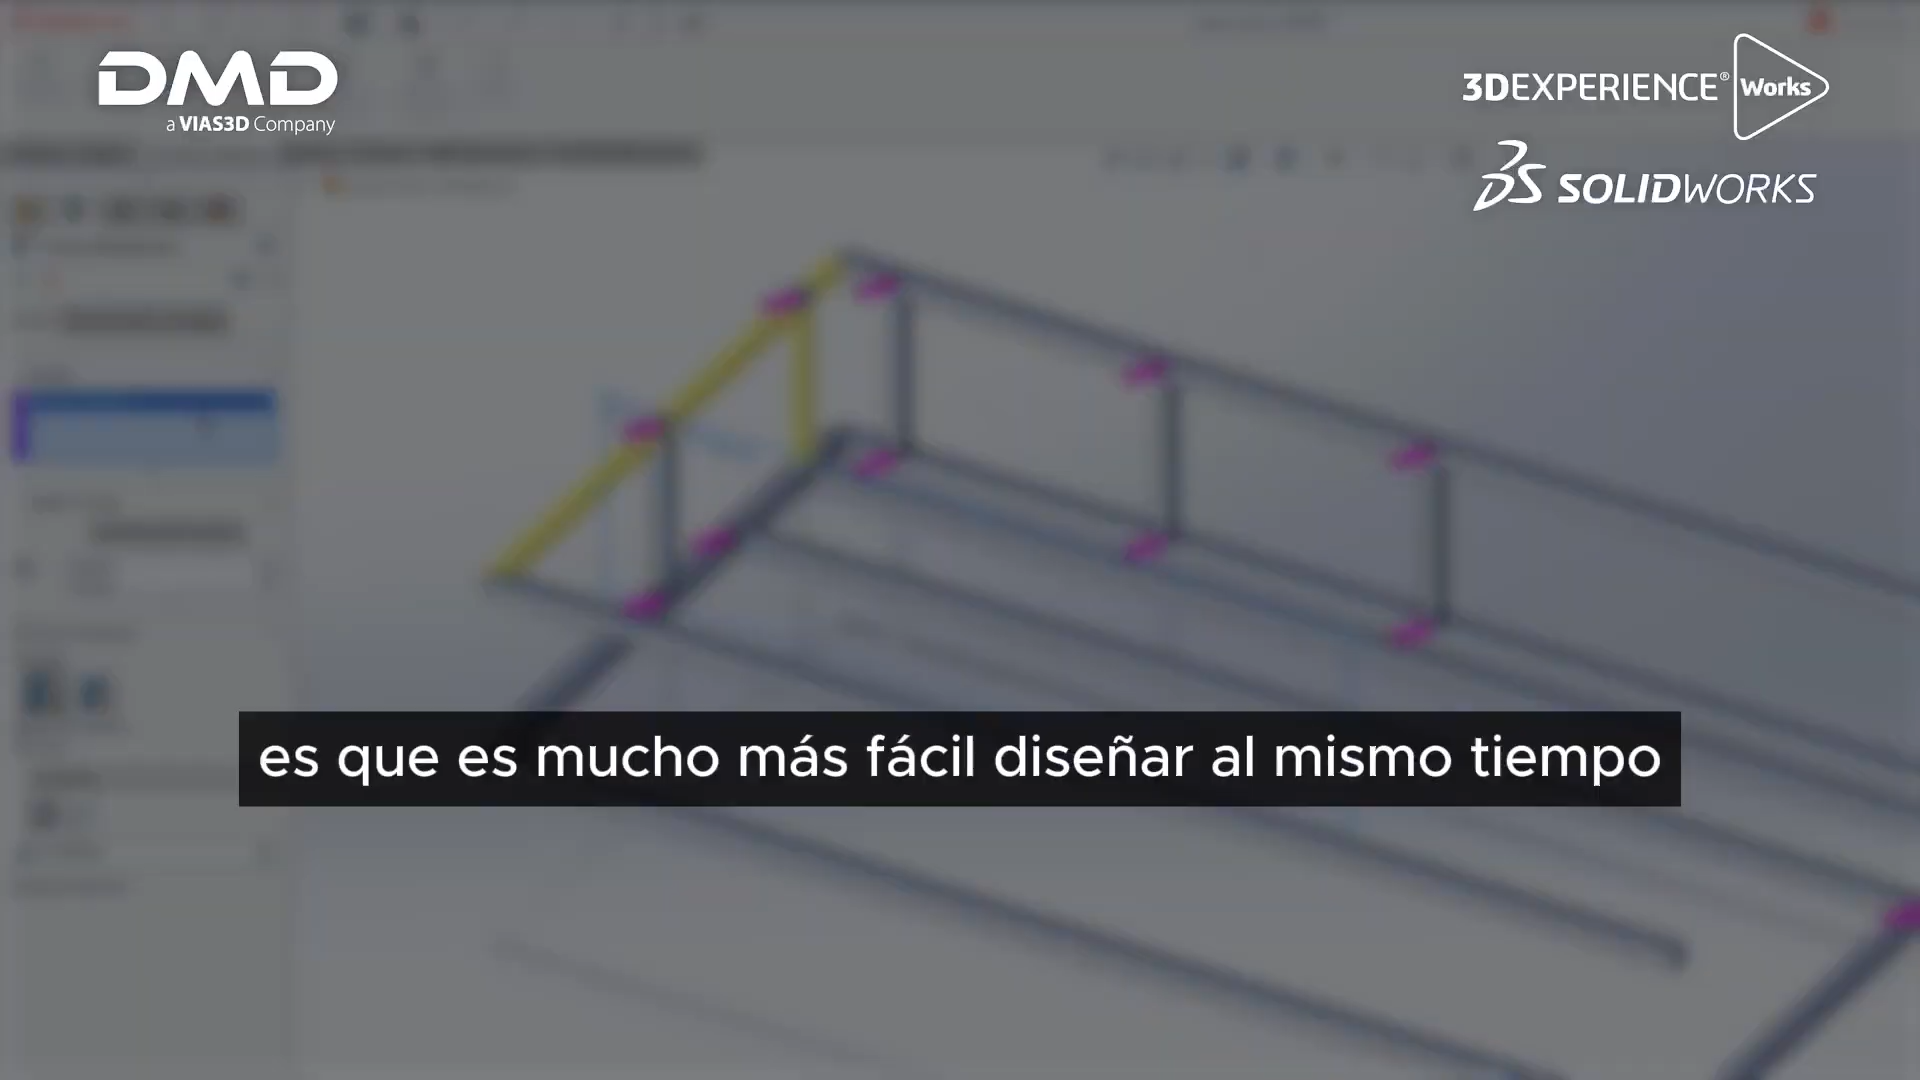 DMD
a VIAS3D Company
3DEXPERIENCE® Works
SOLIDWORKS
es que es mucho más fácil diseñar al mismo tiempo